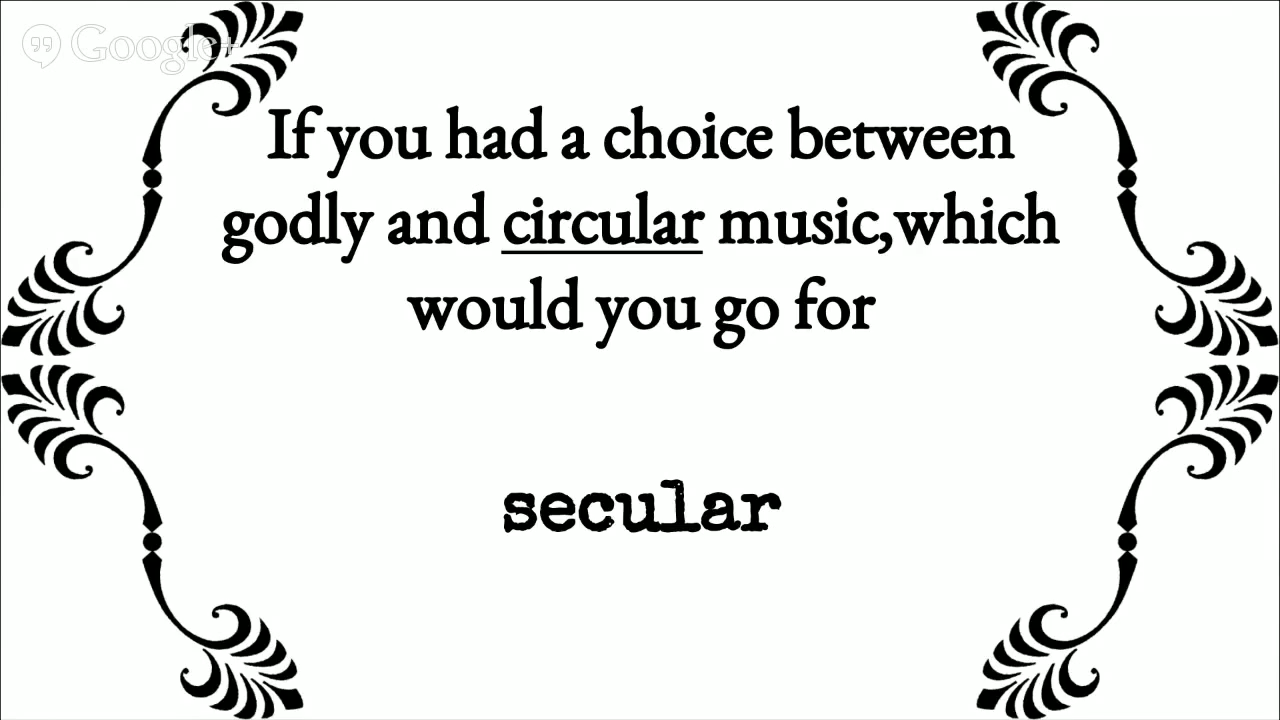 Google+
If you had a choice between
godly and circular music,which
would you go for
secular